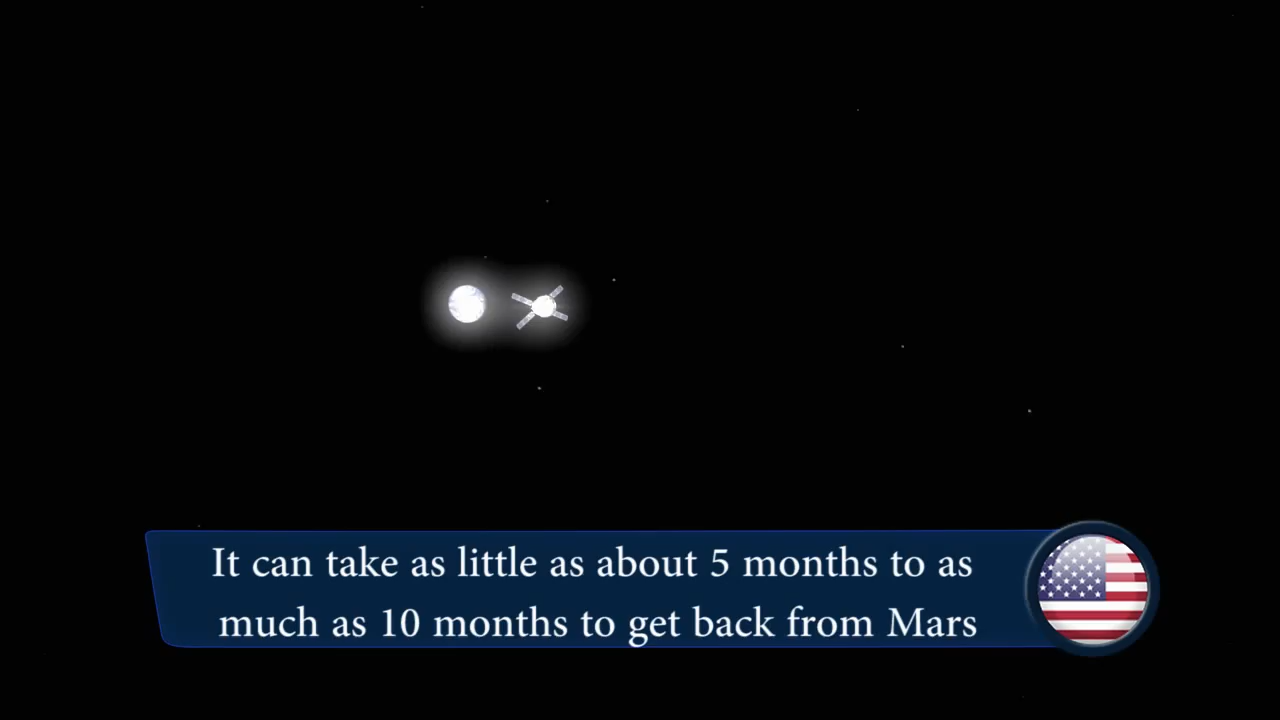 It can take as little as about 5 months to as
much as 10 months to get back from Mars